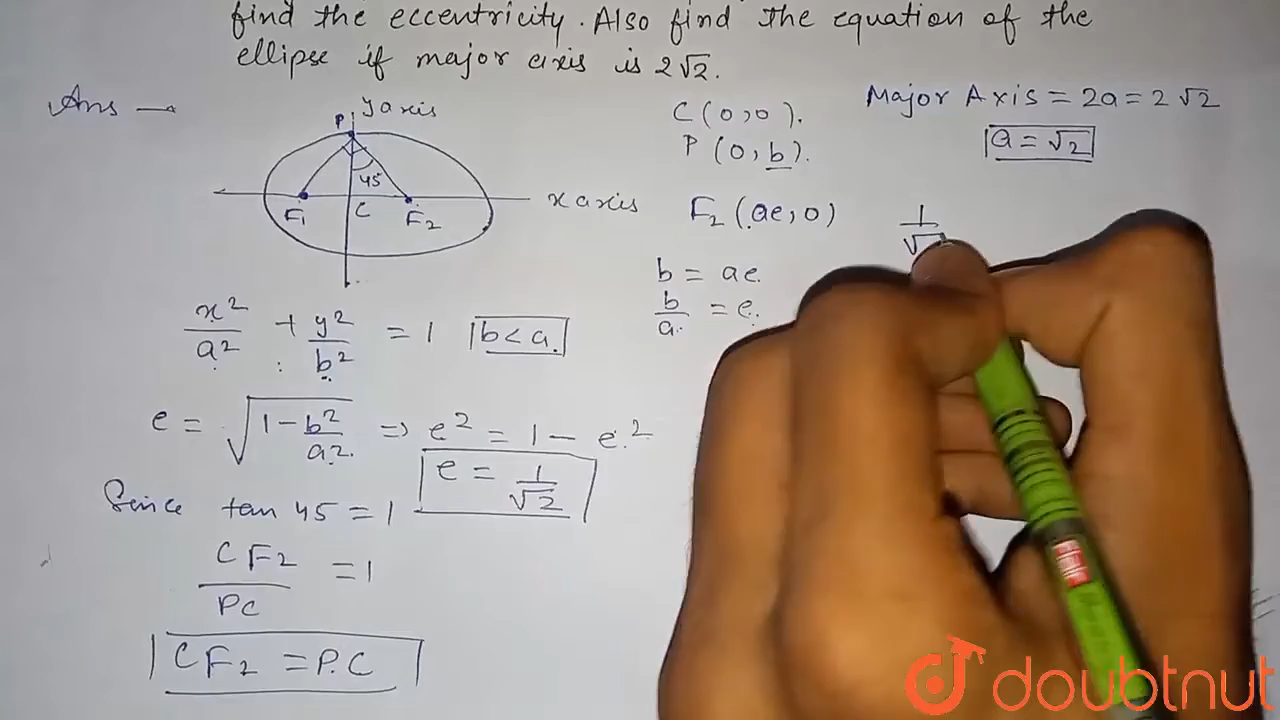 find the eccentricity. Also find the equation of the
ellipse if major axis is 2√2.
Ans →
y axis
P
45
F1
C
F2
x axis
x²/a² + y²/b² = 1
b < a.
e = √(1 - b²/a²) => e² = 1 - e²
e = 1/√2
Since tan 45 = 1
CF2/PC = 1
CF2 = P.C
C (0,0).
P (0, b).
F2 (ae, 0)
b = ae.
b/a = e.
Major Axis = 2a = 2√2
a = √2
1/√
doubtnut